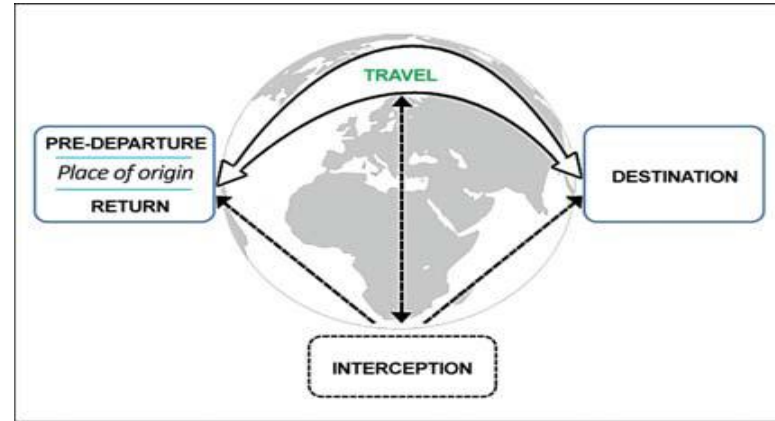 TRAVEL
PRE-DEPARTURE
Place of origin
RETURN
DESTINATION
INTERCEPTION